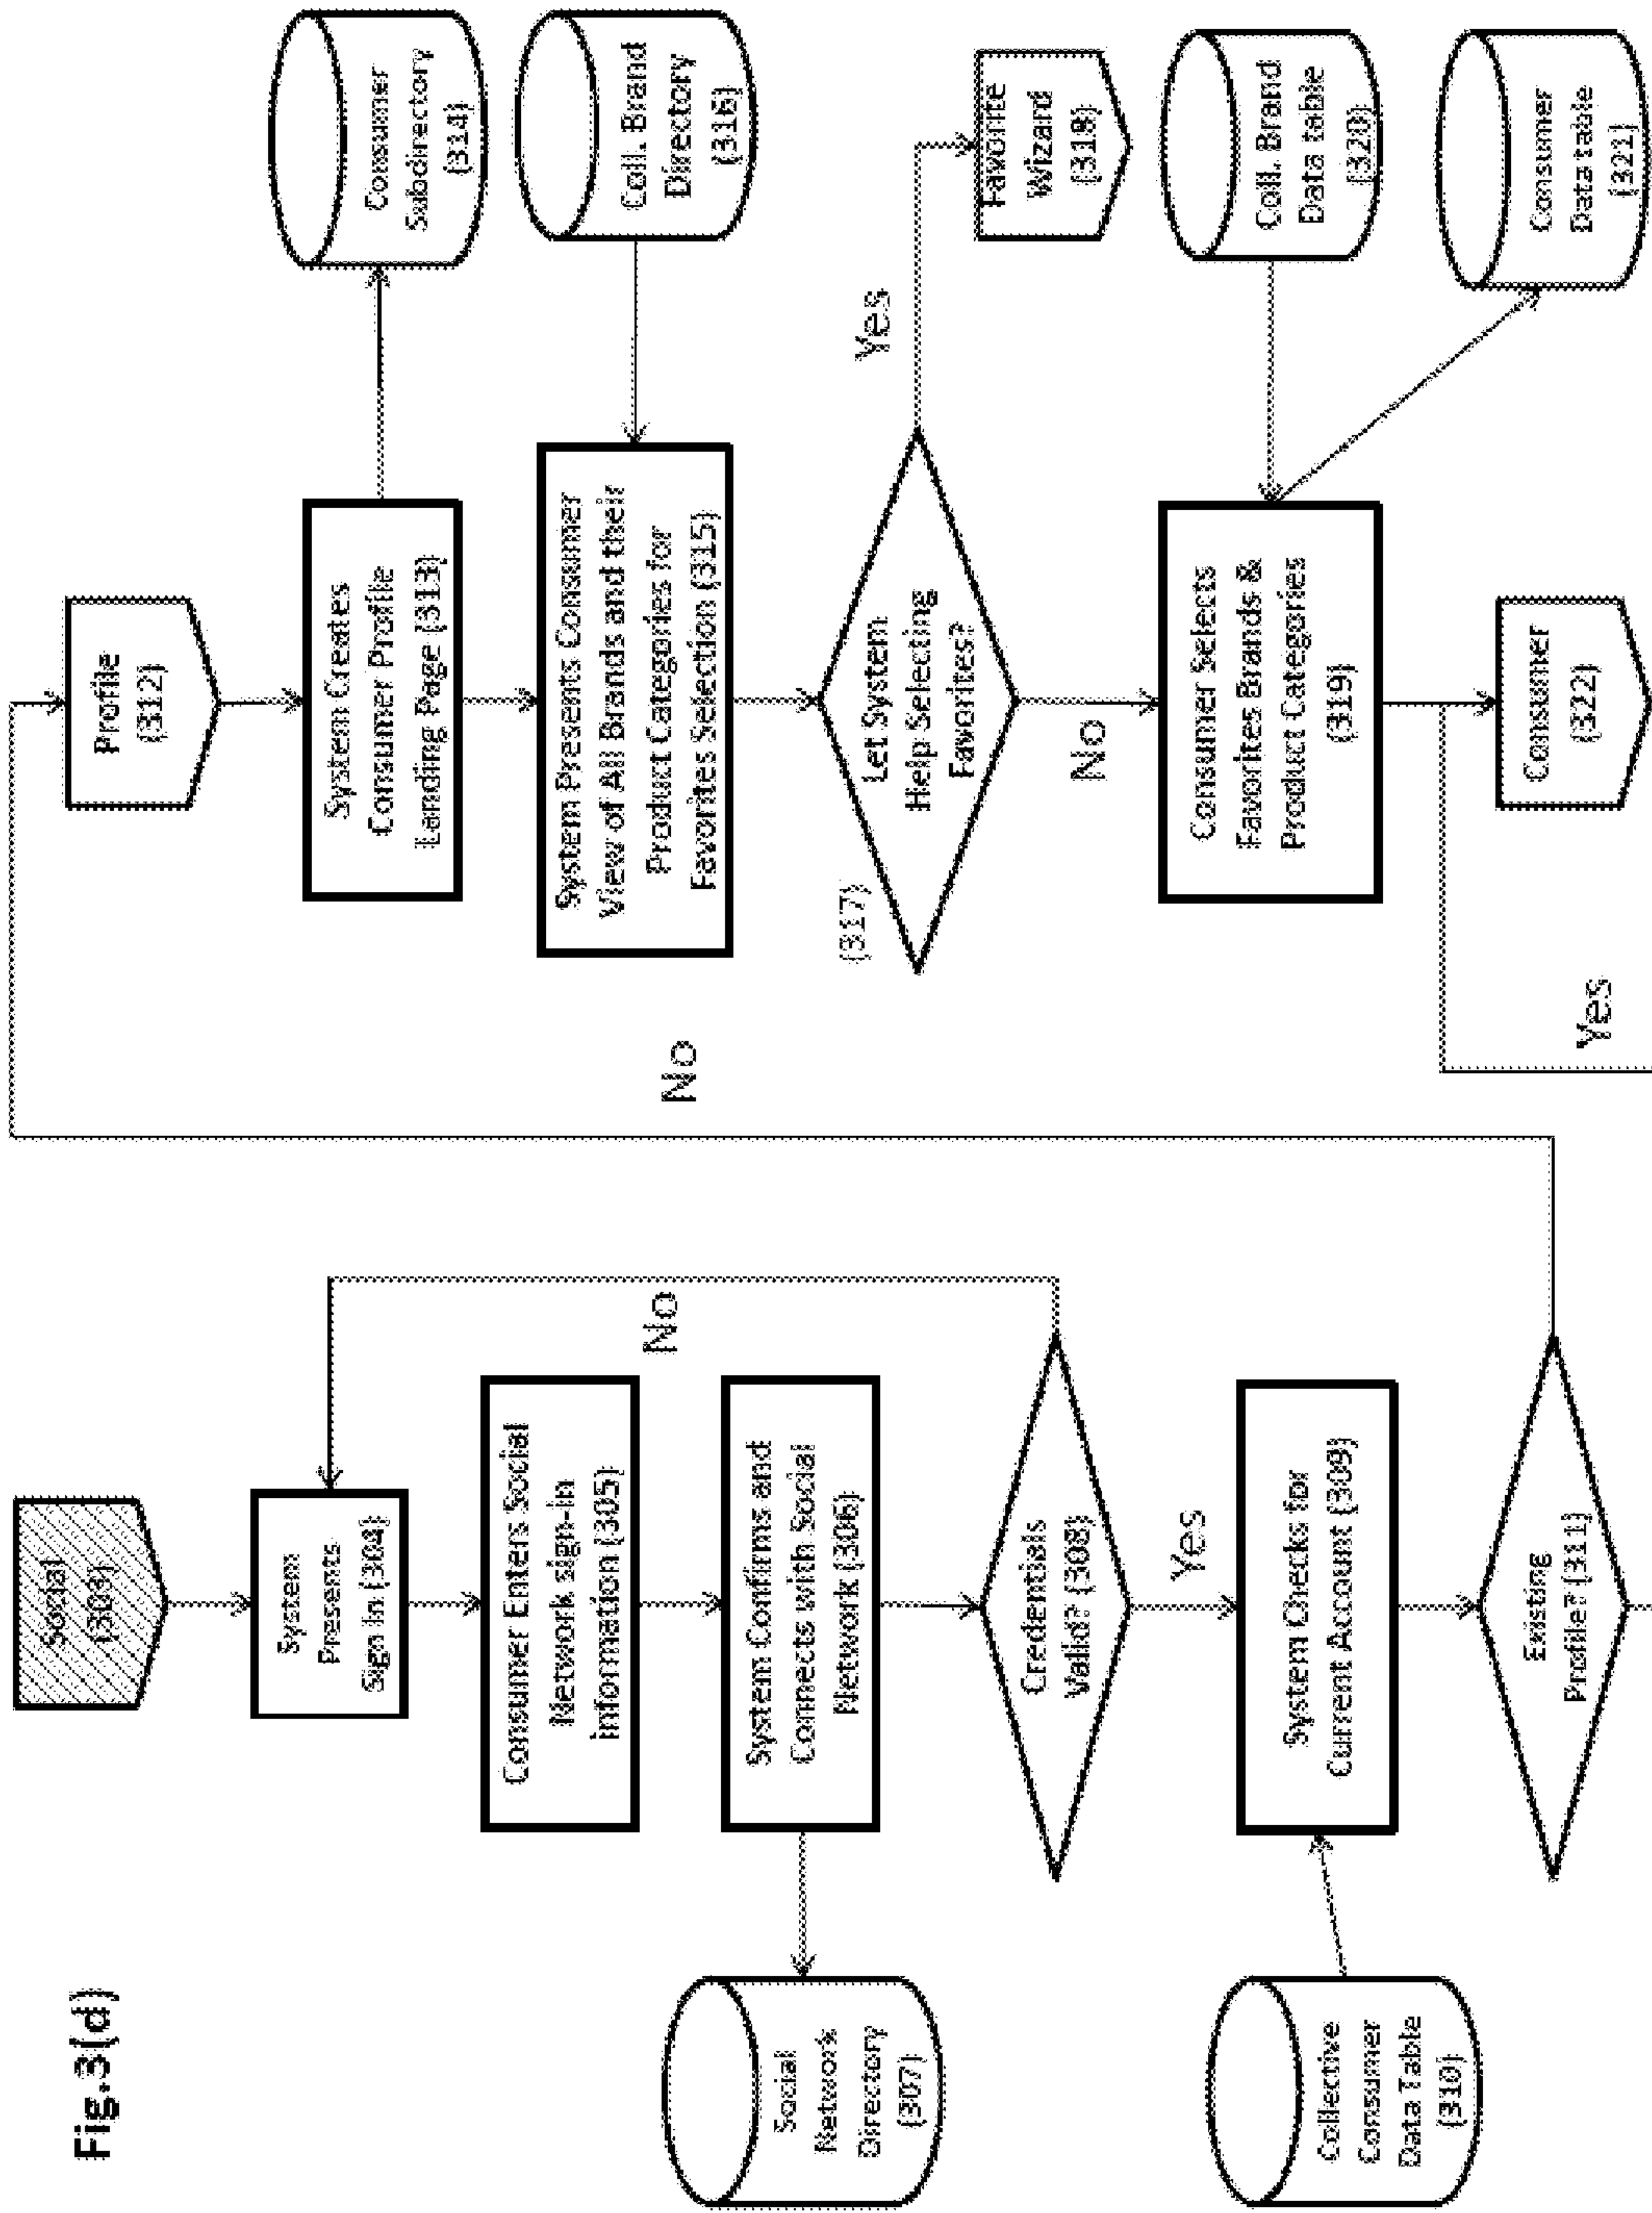 Fig.3(d)
Social
(303)
System
Presents
Sign In (304)
Consumer Enters Social
Network sign-in
Information (305)
System Confirms and
Connects with Social
Network (306)
Social
Network
Directory
(307)
No
Credentials
Valid? (308)
Yes
System Checks for
Current Account (309)
Collective
Consumer
Data Table
(310)
Existing
Profile? (311)
No
Profile
(312)
System Creates
Consumer Profile
Landing Page (313)
Consumer
Subdirectory
(314)
System Presents Consumer
View of All Brands and their
Product Categories for
Favorites Selection (315)
Coll. Brand
Directory
(316)
(317)
Let System
Help Selecting
Favorites?
Yes
Favorite
Wizard
(318)
No
Consumer Selects
Favorites Brands &
Product Categories
(319)
Coll. Brand
Data table
(320)
Consumer
Data table
(321)
Yes
Consumer
(322)